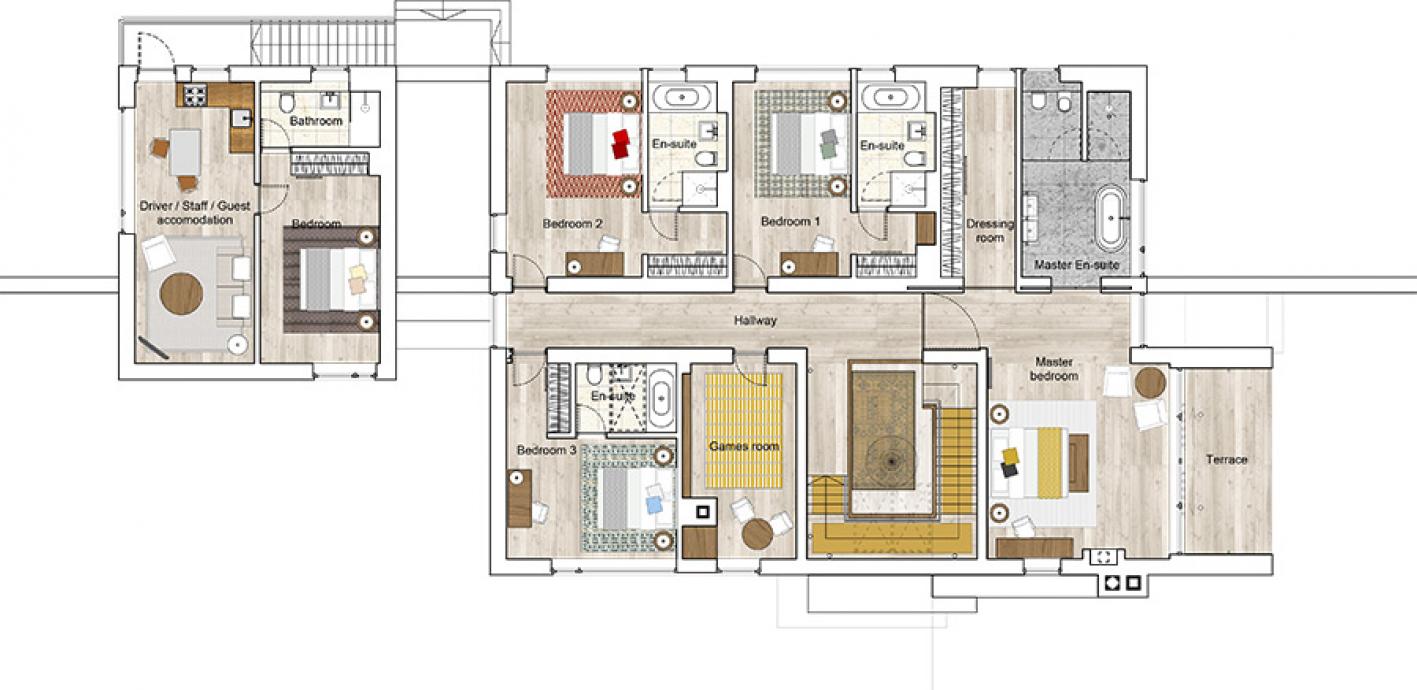 Bathroom
Driver / Staff / Guest
accomodation
Bedroom
En-suite
Bedroom 2
En-suite
Bedroom 1
Dressing
room
Master En-suite
Hallway
Master
bedroom
En-suite
Bedroom 3
Games room
Terrace